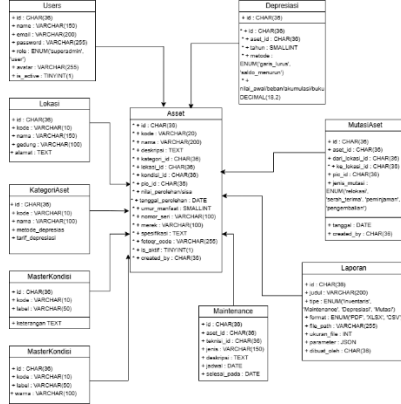 Users
+ id : CHAR(36)
+ name : VARCHAR(150)
+ email : VARCHAR(200)
+ password : VARCHAR(255)
+ role : ENUM('superadmin',
'user')
+ avatar : VARCHAR(255)
+ is_active : TINYINT(1)
Depresiasi
+ id : CHAR(36)
* + id : CHAR(36)
+ aset_id : CHAR(36)
* + tahun : SMALLINT
* + metode :
ENUM('garis_lurus',
'saldo_menurun')
* +
nilai_awal/beban/akumulasi/buku
DECIMAL(18,2)
Lokasi
+ id : CHAR(36)
+ kode : VARCHAR(10)
+ nama : VARCHAR(150)
+ gedung : VARCHAR(100)
+ alamat : TEXT
Asset
* + id : CHAR(36)
* + kode : VARCHAR(20)
* + nama : VARCHAR(200)
* + deskripsi : TEXT
* + kategori_id : CHAR(36)
* + lokasi_id : CHAR(36)
* + kondisi_id : CHAR(36)
* + pic_id : CHAR(36)
* + nilai_perolehan/sisa
* + tanggal_perolehan : DATE
* + umur_manfaat : SMALLINT
* + nomor_seri : VARCHAR(100)
* + merek : VARCHAR(100)
* + spesifikasi : TEXT
* + foto/qr_code : VARCHAR(255)
* + is_aktif : TINYINT(1)
* + created_by : CHAR(36)
MutasiAset
* + id : CHAR(36)
* + aset_id : CHAR(36)
* + dari_lokasi_id : CHAR(36)
* + ke_lokasi_id : CHAR(36)
* + pic_id : CHAR(36)
* + jenis_mutasi :
ENUM('relokasi',
'serah_terima', 'peminjaman',
'pengembalian')
* + tanggal : DATE
* + created_by : CHAR(36)
KategoriAset
+ id : CHAR(36)
+ kode : VARCHAR(10)
+ nama : VARCHAR(100)
+ metode_depresiasi
+ tarif_depresiasi
MasterKondisi
+ id : CHAR(36)
+ kode : VARCHAR(10)
+ label : VARCHAR(50)
+ keterangan TEXT
Laporan
+ id : CHAR(36)
+ judul : VARCHAR(200)
+ tipe : ENUM('Inventaris',
'Maintenance', 'Depresiasi', 'Mutasi')
+ format : ENUM('PDF', 'XLSX', 'CSV')
+ file_path : VARCHAR(255)
+ ukuran_file : INT
+ parameter : JSON
+ dibuat_oleh : CHAR(36)
Maintenance
+ id : CHAR(36)
+ aset_id : CHAR(36)
+ teknisi_id : CHAR(36)
+ jenis : VARCHAR(150)
+ deskripsi : TEXT
+ jadwal : DATE
+ selesai_pada : DATE
MasterKondisi
+ id : CHAR(36)
+ kode : VARCHAR(10)
+ label : VARCHAR(50)
+ warna : VARCHAR(100)